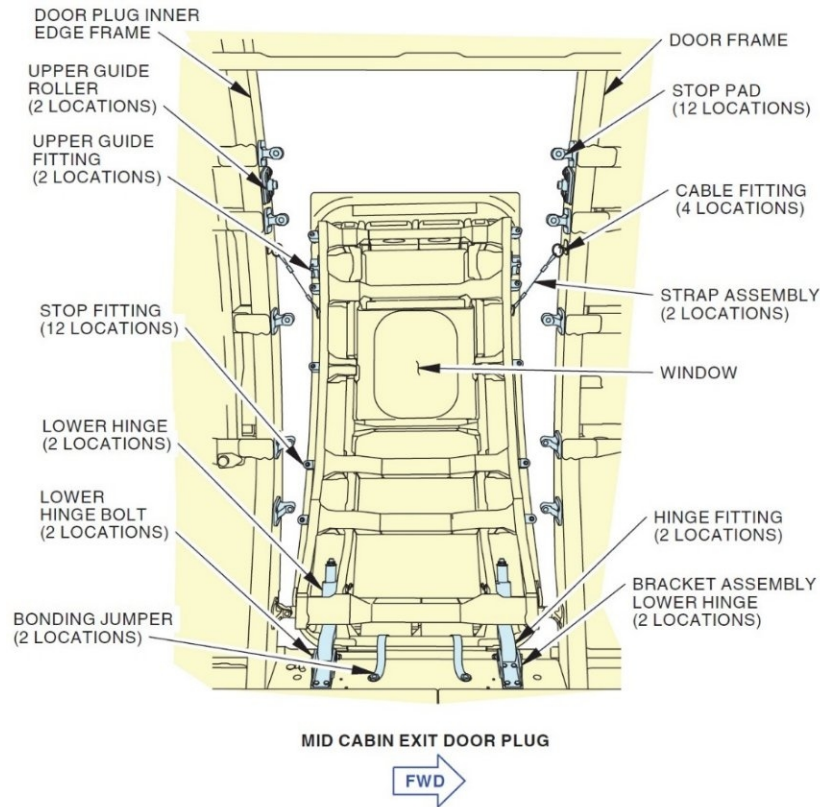 DOOR PLUG INNER
EDGE FRAME
UPPER GUIDE
ROLLER
(2 LOCATIONS)
UPPER GUIDE
FITTING
(2 LOCATIONS)
STOP FITTING
(12 LOCATIONS)
LOWER HINGE
(2 LOCATIONS)
LOWER
HINGE BOLT
(2 LOCATIONS)
BONDING JUMPER
(2 LOCATIONS)
DOOR FRAME
STOP PAD
(12 LOCATIONS)
CABLE FITTING
(4 LOCATIONS)
STRAP ASSEMBLY
(2 LOCATIONS)
WINDOW
HINGE FITTING
(2 LOCATIONS)
BRACKET ASSEMBLY
LOWER HINGE
(2 LOCATIONS)
MID CABIN EXIT DOOR PLUG
FWD